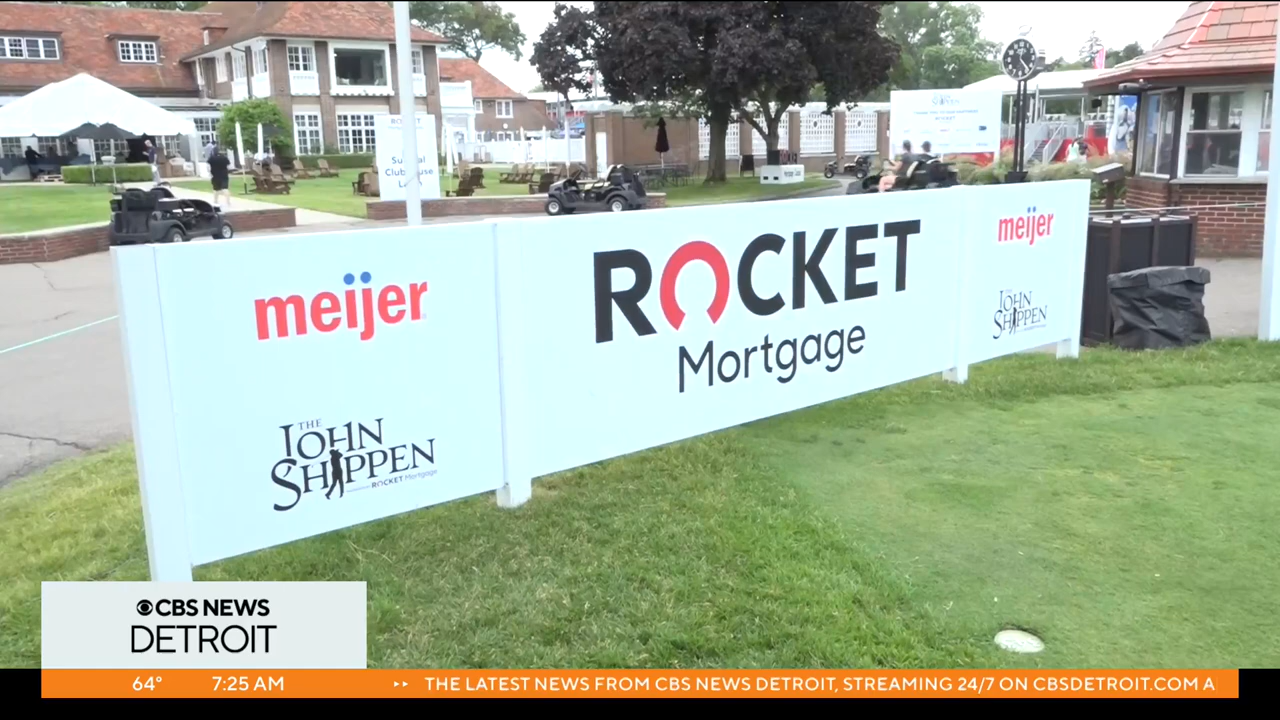 meijer
THE
JOHN
SHIPPEN
ROCKET Mortgage
ROCKET
Mortgage
meijer
THE
JOHN
SHIPPEN
CBS NEWS
DETROIT
64° 7:25 AM THE LATEST NEWS FROM CBS NEWS DETROIT, STREAMING 24/7 ON CBSDETROIT.COM A